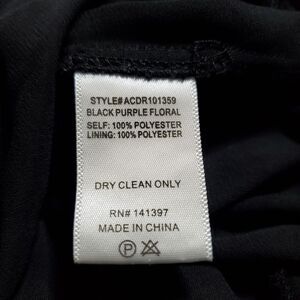 STYLE#ACDR101359
BLACK PURPLE FLORAL
SELF: 100% POLYESTER
LINING: 100% POLYESTER
DRY CLEAN ONLY
RN# 141397
MADE IN CHINA
P